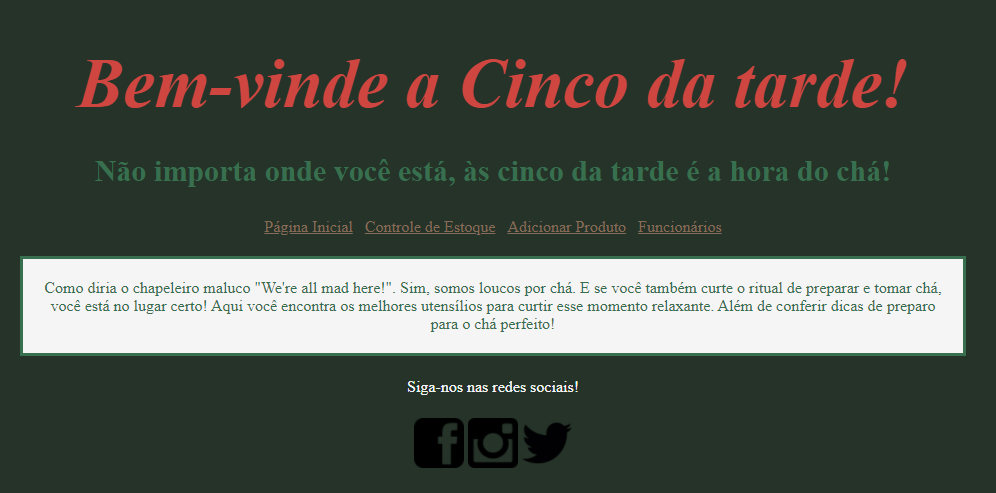 Bem-vinde a Cinco da tarde!
Não importa onde você está, às cinco da tarde é a hora do chá!
Página Inicial Controle de Estoque Adicionar Produto Funcionários
Como diria o chapeleiro maluco "We're all mad here!". Sim, somos loucos por chá. E se você também curte o ritual de preparar e tomar chá,
você está no lugar certo! Aqui você encontra os melhores utensílios para curtir esse momento relaxante. Além de conferir dicas de preparo
para o chá perfeito!
Siga-nos nas redes sociais!